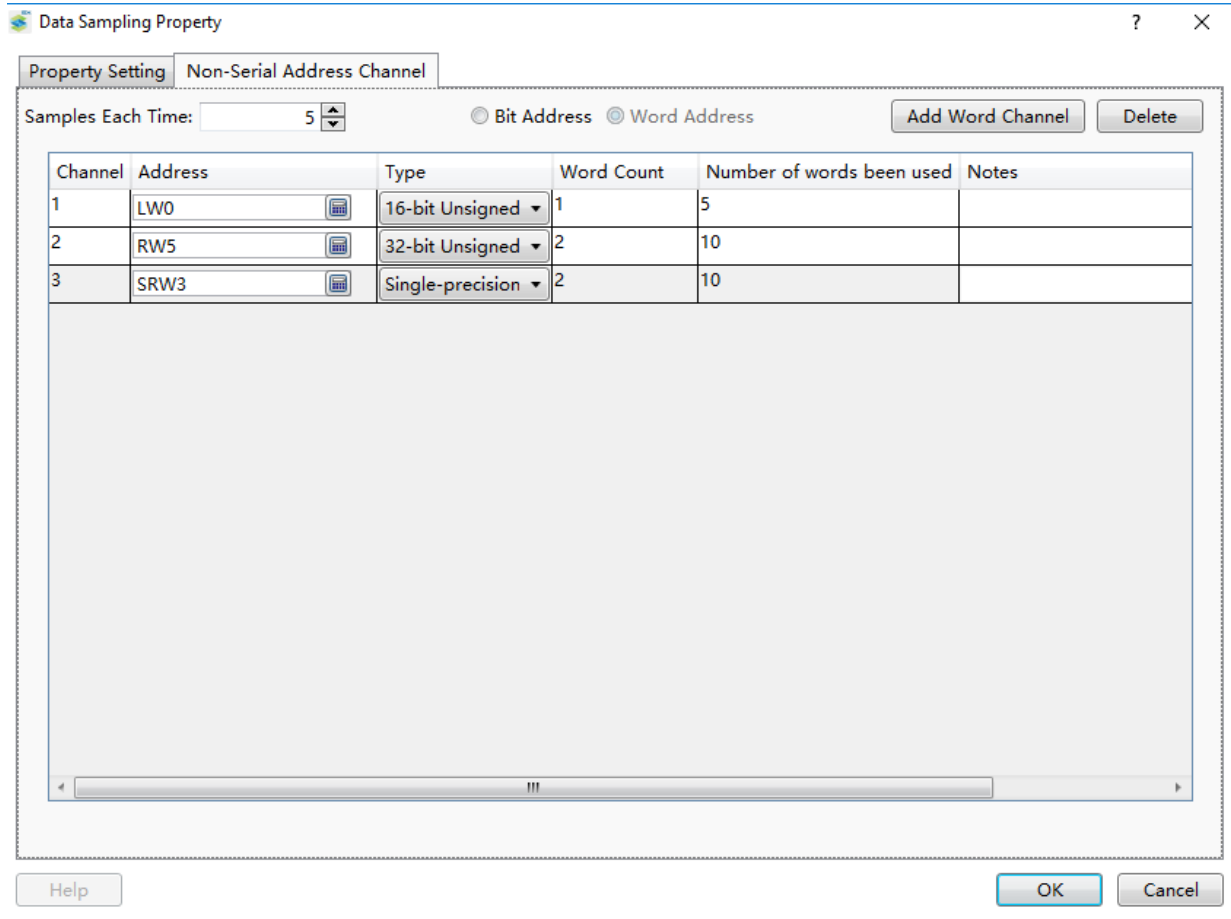 Data Sampling Property ?
Property Setting Non-Serial Address Channel
Samples Each Time: 5 Bit Address Word Address Add Word Channel Delete
Channel Address Type Word Count Number of words been used Notes
1 LW0 16-bit Unsigned 1 5
2 RW5 32-bit Unsigned 2 10
3 SRW3 Single-precision 2 10
Help OK Cancel